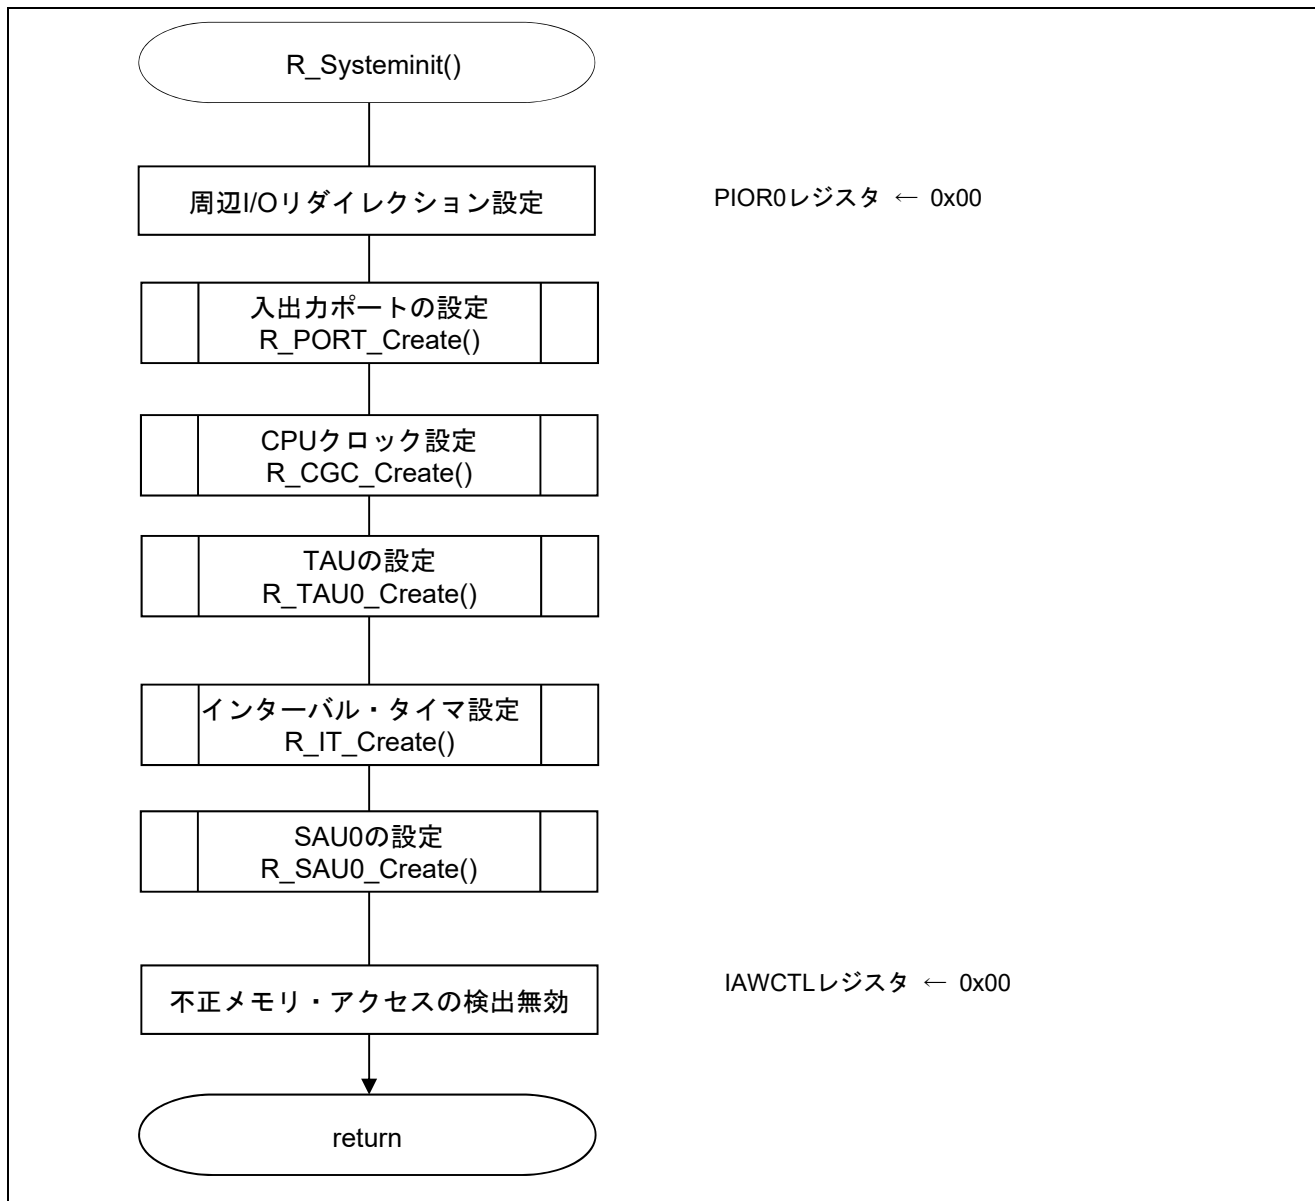 R_Systeminit()
周辺I/Oリダイレクション設定
PIOR0レジスタ ← 0x00
入出力ポートの設定
R_PORT_Create()
CPUクロック設定
R_CGC_Create()
TAUの設定
R_TAU0_Create()
インターバル・タイマ設定
R_IT_Create()
SAU0の設定
R_SAU0_Create()
不正メモリ・アクセスの検出無効
IAWCTLレジスタ ← 0x00
return